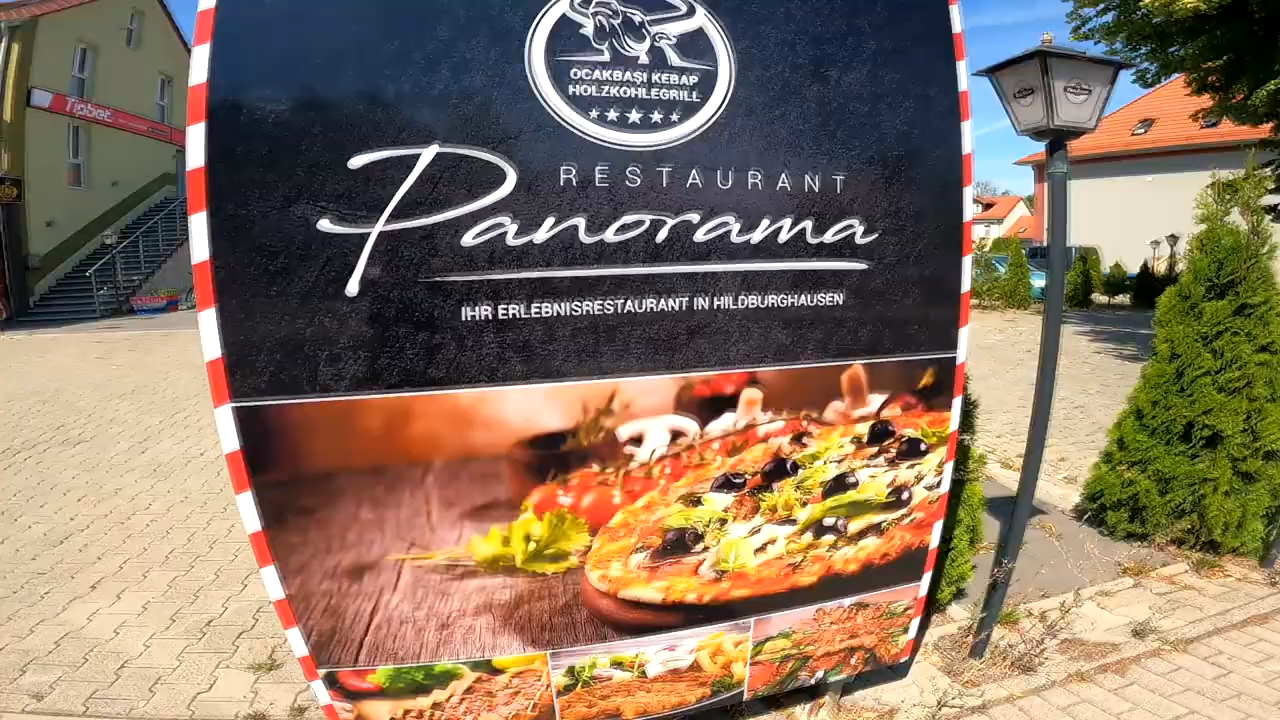 OCAKBAŞI KEBAP
HOLZKOHLEGRILL
RESTAURANT
Panorama
IHR ERLEBNISRESTAURANT IN HILDBURGHAUSEN
Tipbet